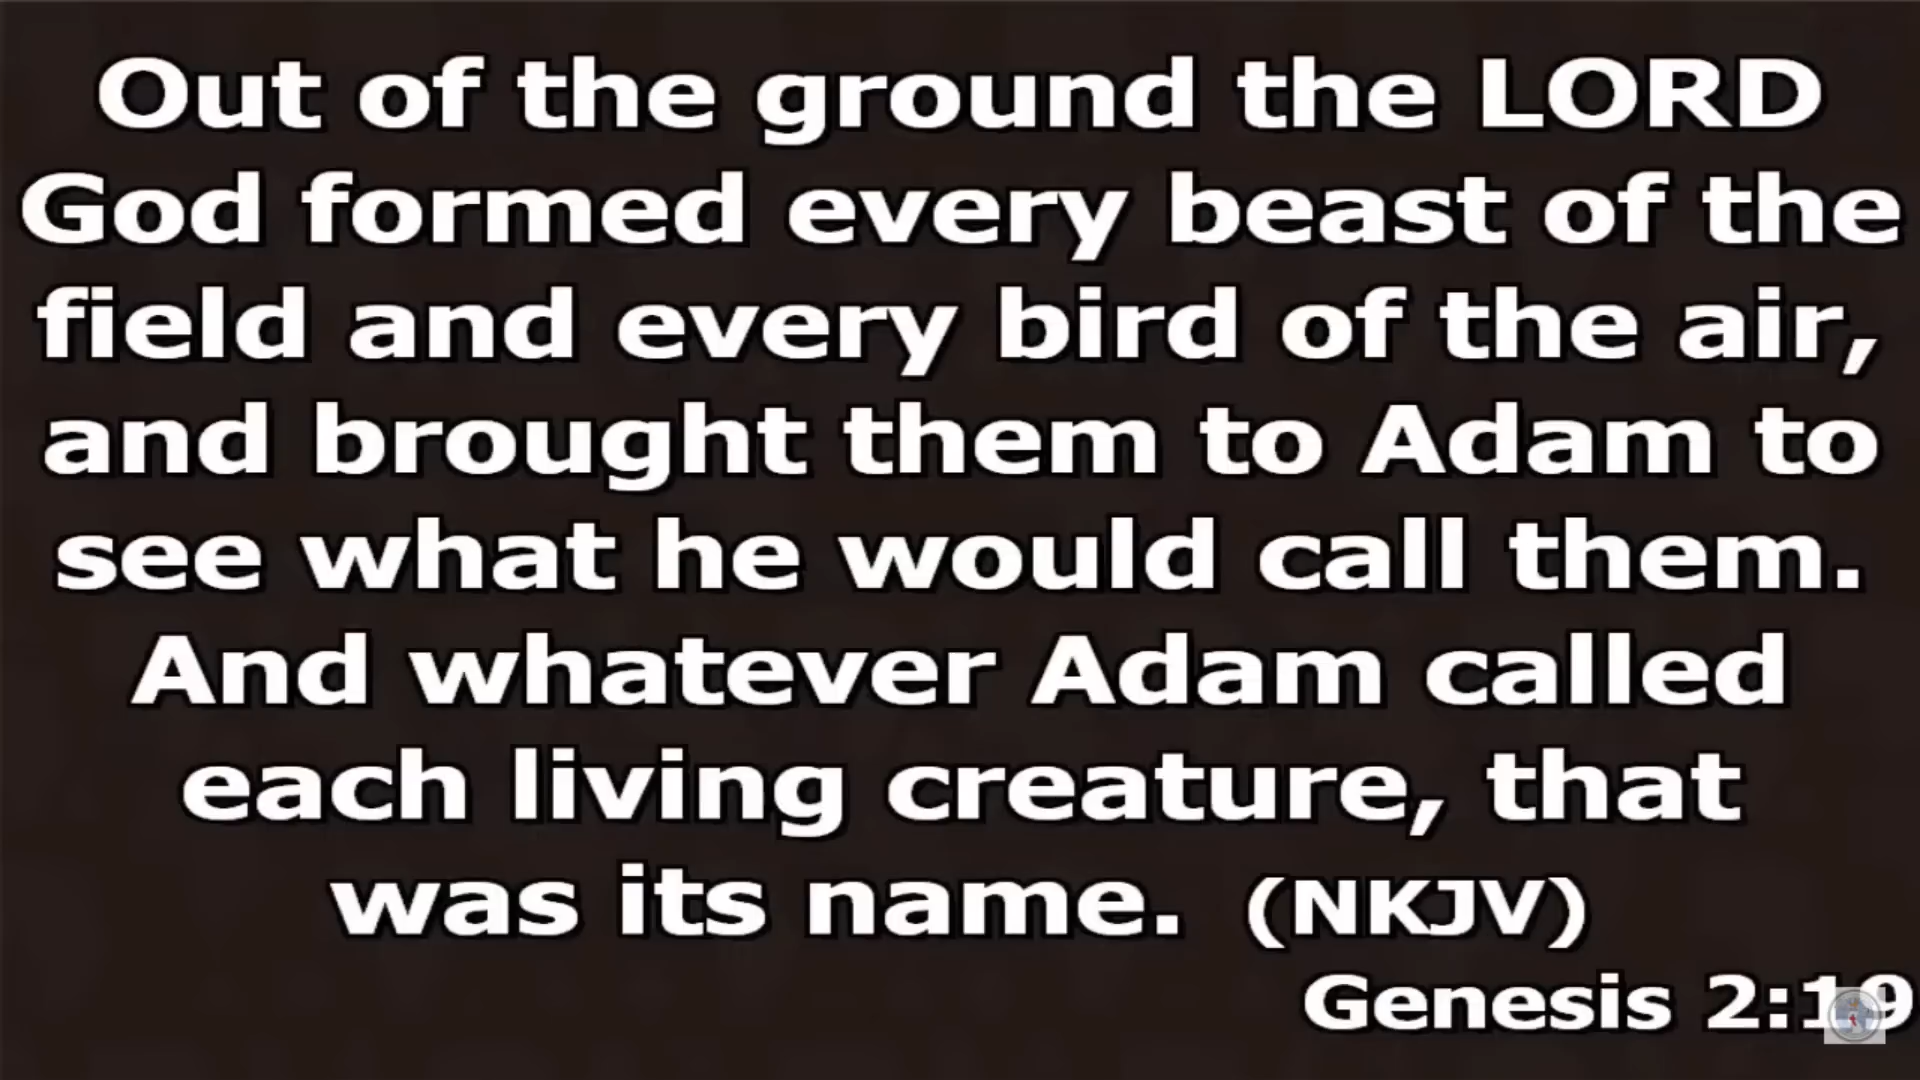 Out of the ground the LORD
God formed every beast of the
field and every bird of the air,
and brought them to Adam to
see what he would call them.
And whatever Adam called
each living creature, that
was its name. (NKJV)
Genesis 2:19